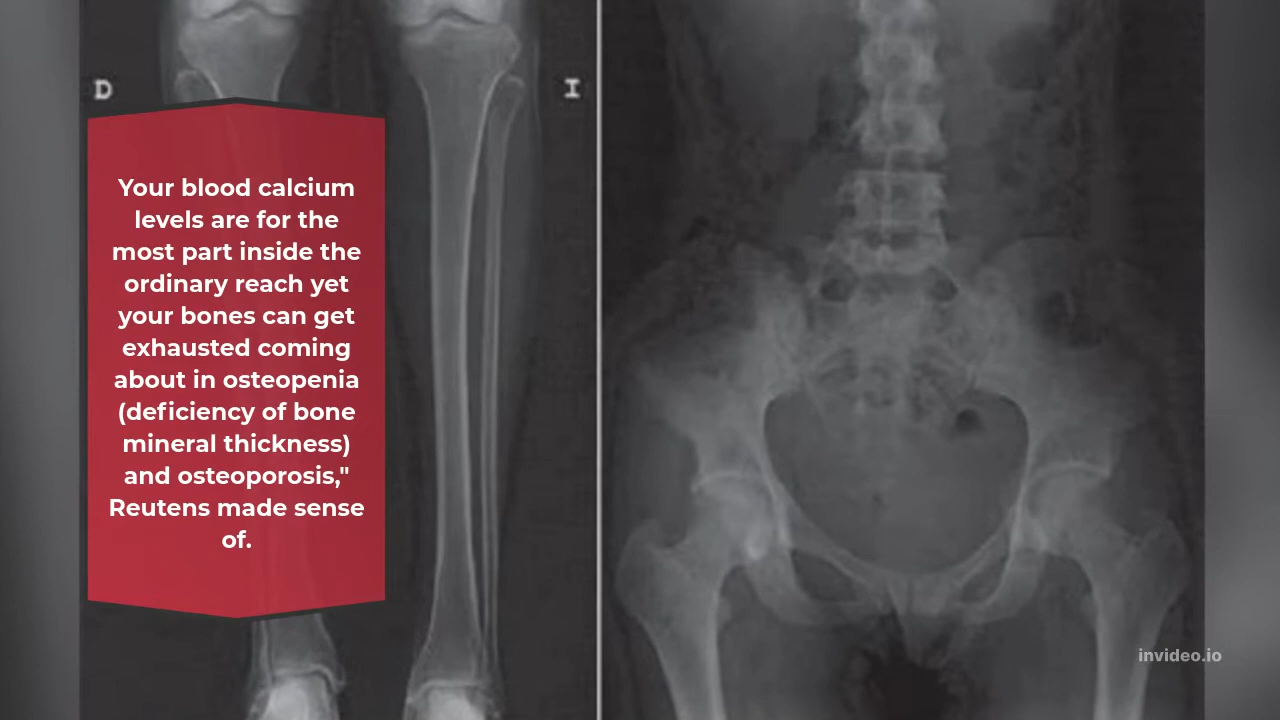 D
I
Your blood calcium
levels are for the
most part inside the
ordinary reach yet
your bones can get
exhausted coming
about in osteopenia
(deficiency of bone
mineral thickness)
and osteoporosis,"
Reutens made sense
of.
invideo.io